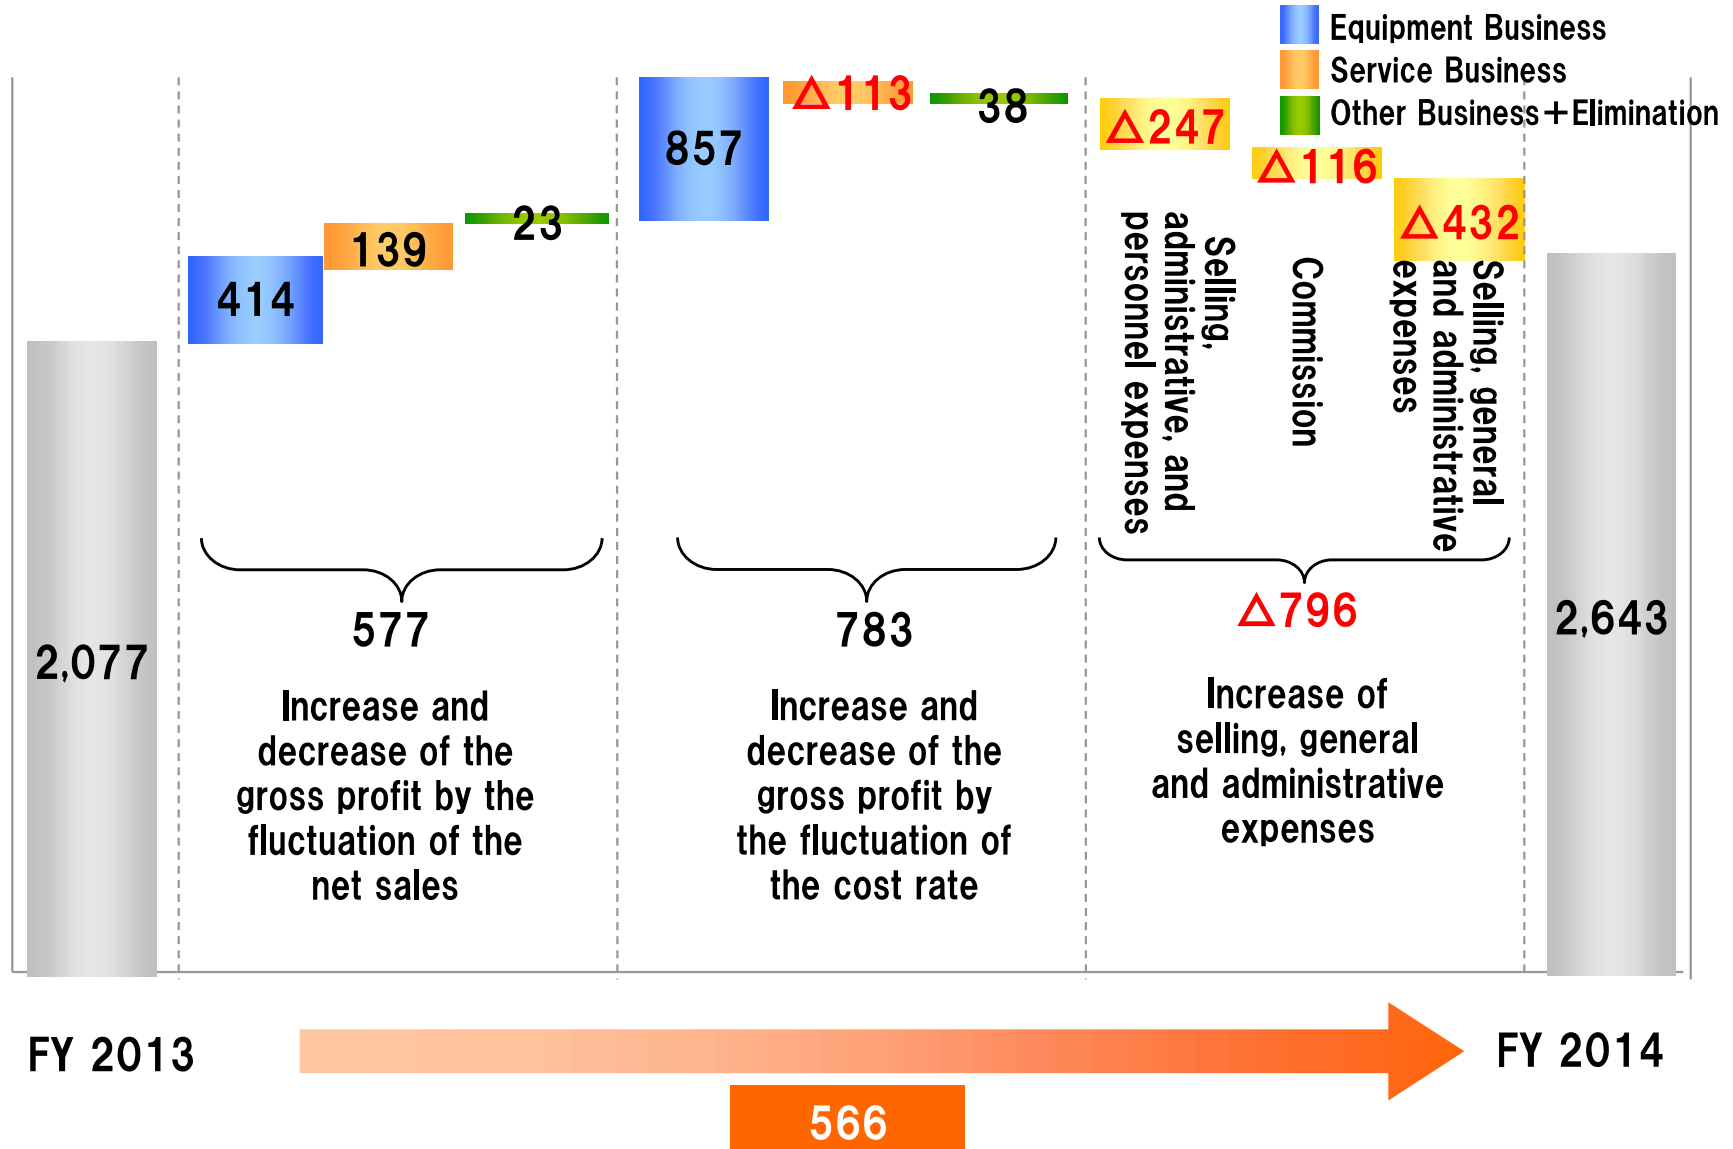 Equipment Business
Service Business
Other Business＋Elimination
2,077
414
139
23
577
Increase and
decrease of the
gross profit by the
fluctuation of the
net sales
857
△113
38
783
Increase and
decrease of the
gross profit by
the fluctuation of
the cost rate
△247
Selling,
administrative, and
personnel expenses
△116
Commission
△432
Selling, general
and administrative
expenses
△796
Increase of
selling, general
and administrative
expenses
2,643
FY 2013
FY 2014
566